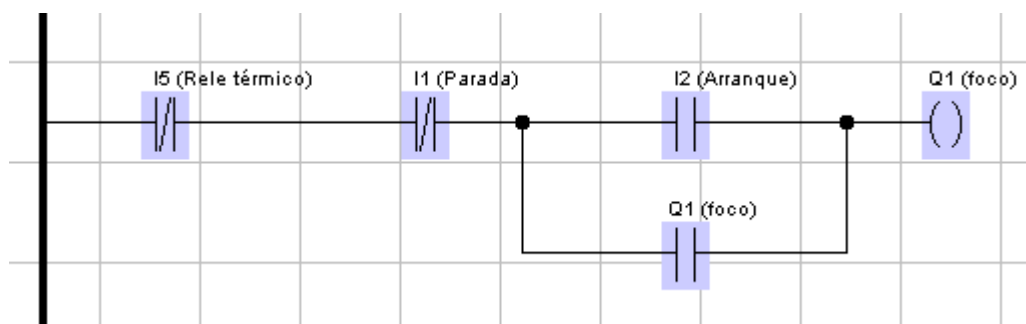 I5 (Rele térmico)
I1 (Parada)
I2 (Arranque)
Q1 (foco)
Q1 (foco)